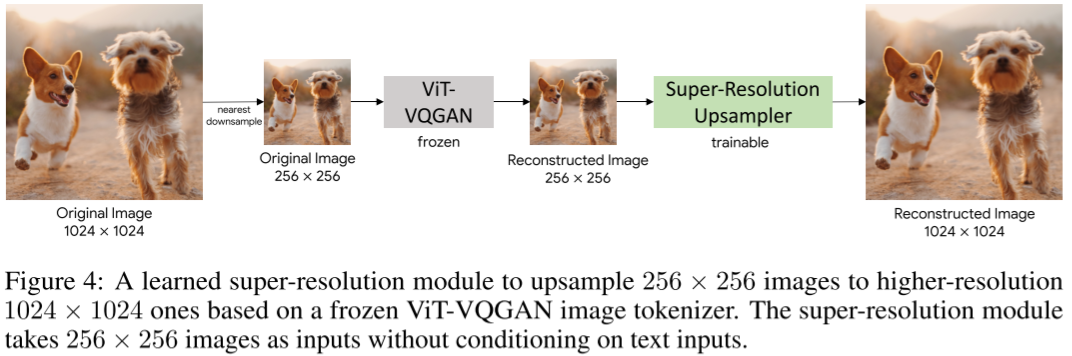 nearest
downsample
ViT-
VQGAN
frozen
Super-Resolution
Upsampler
trainable
Original Image
256 × 256
Reconstructed Image
256 × 256
Original Image
1024 × 1024
Reconstructed Image
1024 × 1024
Figure 4: A learned super-resolution module to upsample 256 × 256 images to higher-resolution
1024 × 1024 ones based on a frozen ViT-VQGAN image tokenizer. The super-resolution module
takes 256 × 256 images as inputs without conditioning on text inputs.